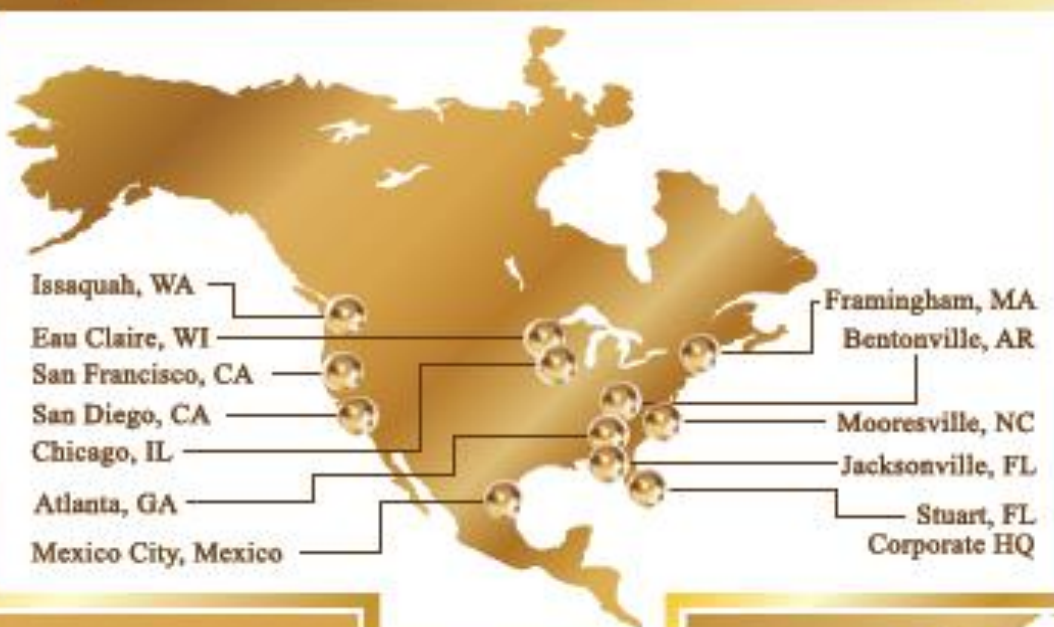 Issaquah, WA
Eau Claire, WI
San Francisco, CA
San Diego, CA
Chicago, IL
Atlanta, GA
Mexico City, Mexico
Framingham, MA
Bentonville, AR
Mooresville, NC
Jacksonville, FL
Stuart, FL
Corporate HQ